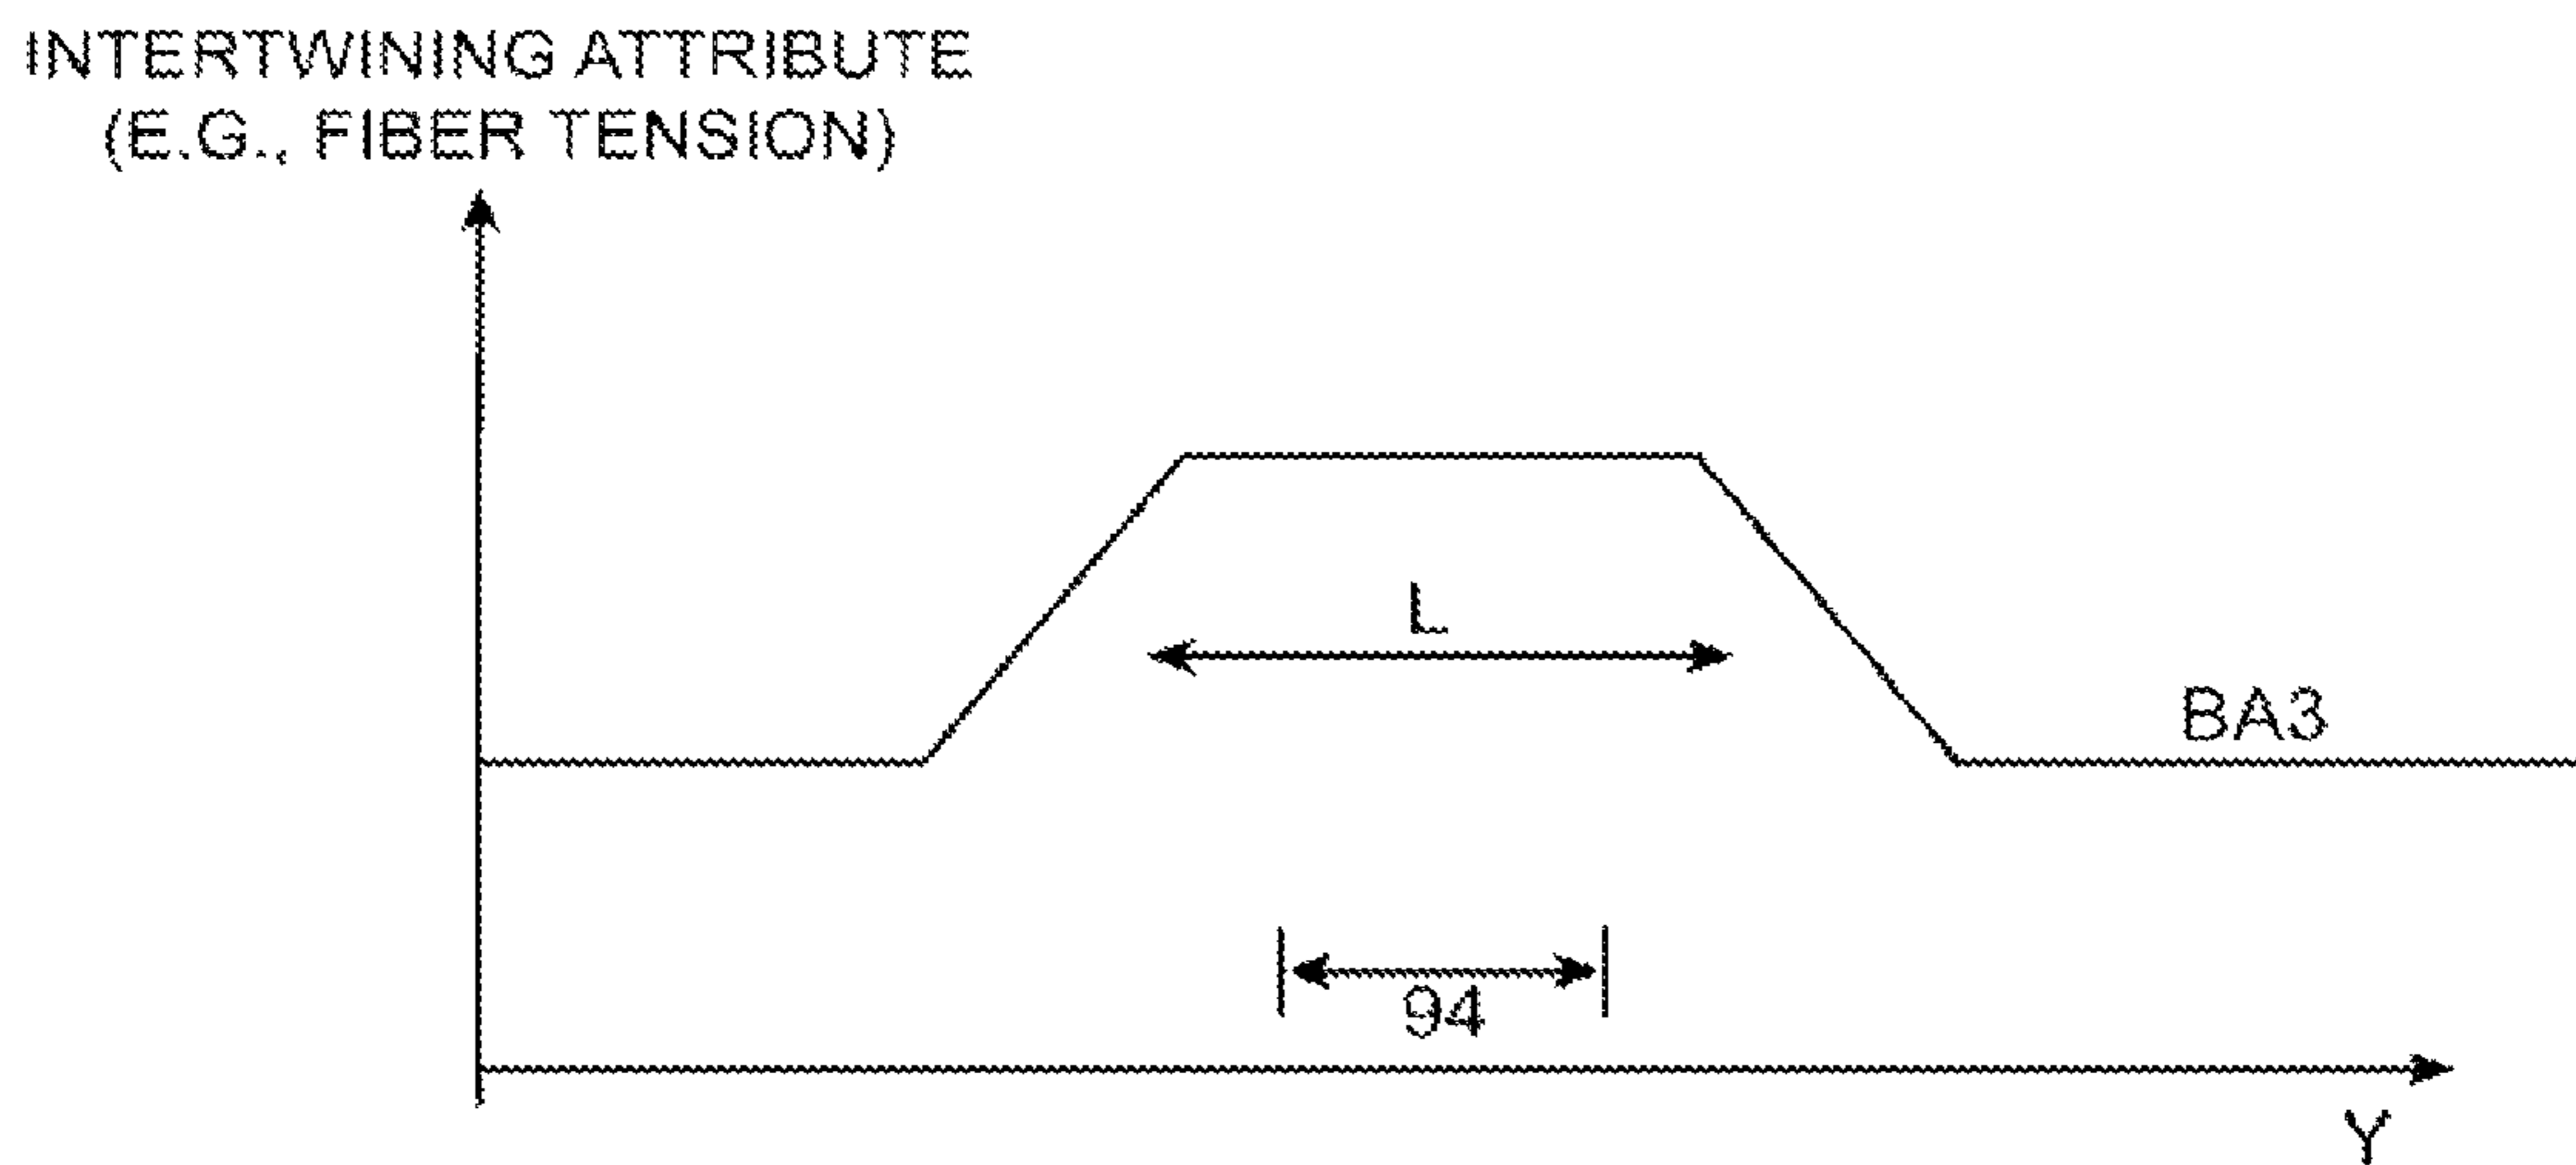 INTERTWINING ATTRIBUTE
(E.G., FIBER TENSION)
L
BA3
94
Y